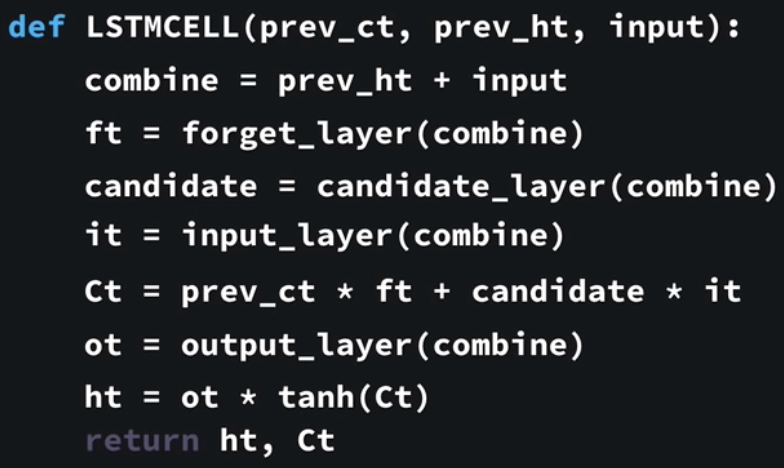 def LSTMCELL(prev_ct, prev_ht, input):
    combine = prev_ht + input
    ft = forget_layer(combine)
    candidate = candidate_layer(combine)
    it = input_layer(combine)
    Ct = prev_ct * ft + candidate * it
    ot = output_layer(combine)
    ht = ot * tanh(Ct)
    return ht, Ct